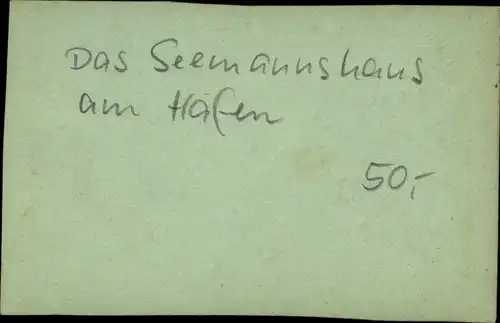 Das Seemannshaus
am Hafen
50,-